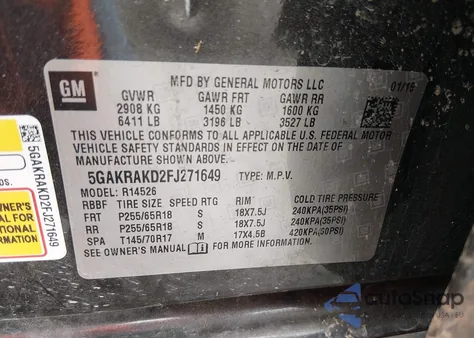 GM
MFD BY GENERAL MOTORS LLC
01/15
GVWR GAWR FRT GAWR RR
2908 KG 1450 KG 1600 KG
6411 LB 3196 LB 3527 LB
THIS VEHICLE CONFORMS TO ALL APPLICABLE U.S. FEDERAL MOTOR
VEHICLE SAFETY STANDARDS IN EFFECT ON THE DATE
OF MANUFACTURE SHOWN ABOVE.
5GAKRAKD2FJ271649 TYPE: M.P.V.
MODEL: R14526
RBBF TIRE SIZE SPEED RTG RIM COLD TIRE PRESSURE
FRT P255/65R18 S 18X7.5J 240KPA(35PSI)
RR P255/65R18 S 18X7.5J 240KPA(35PSI)
SPA T145/70R17 M 17X4.5B 420KPA(60PSI)
SEE OWNER'S MANUAL FOR MORE INFORMATION.
5GAKRAKD2FJ271649
OWNER'S
MANUAL
ADDITIONAL
INFORMATION
AutoSnap